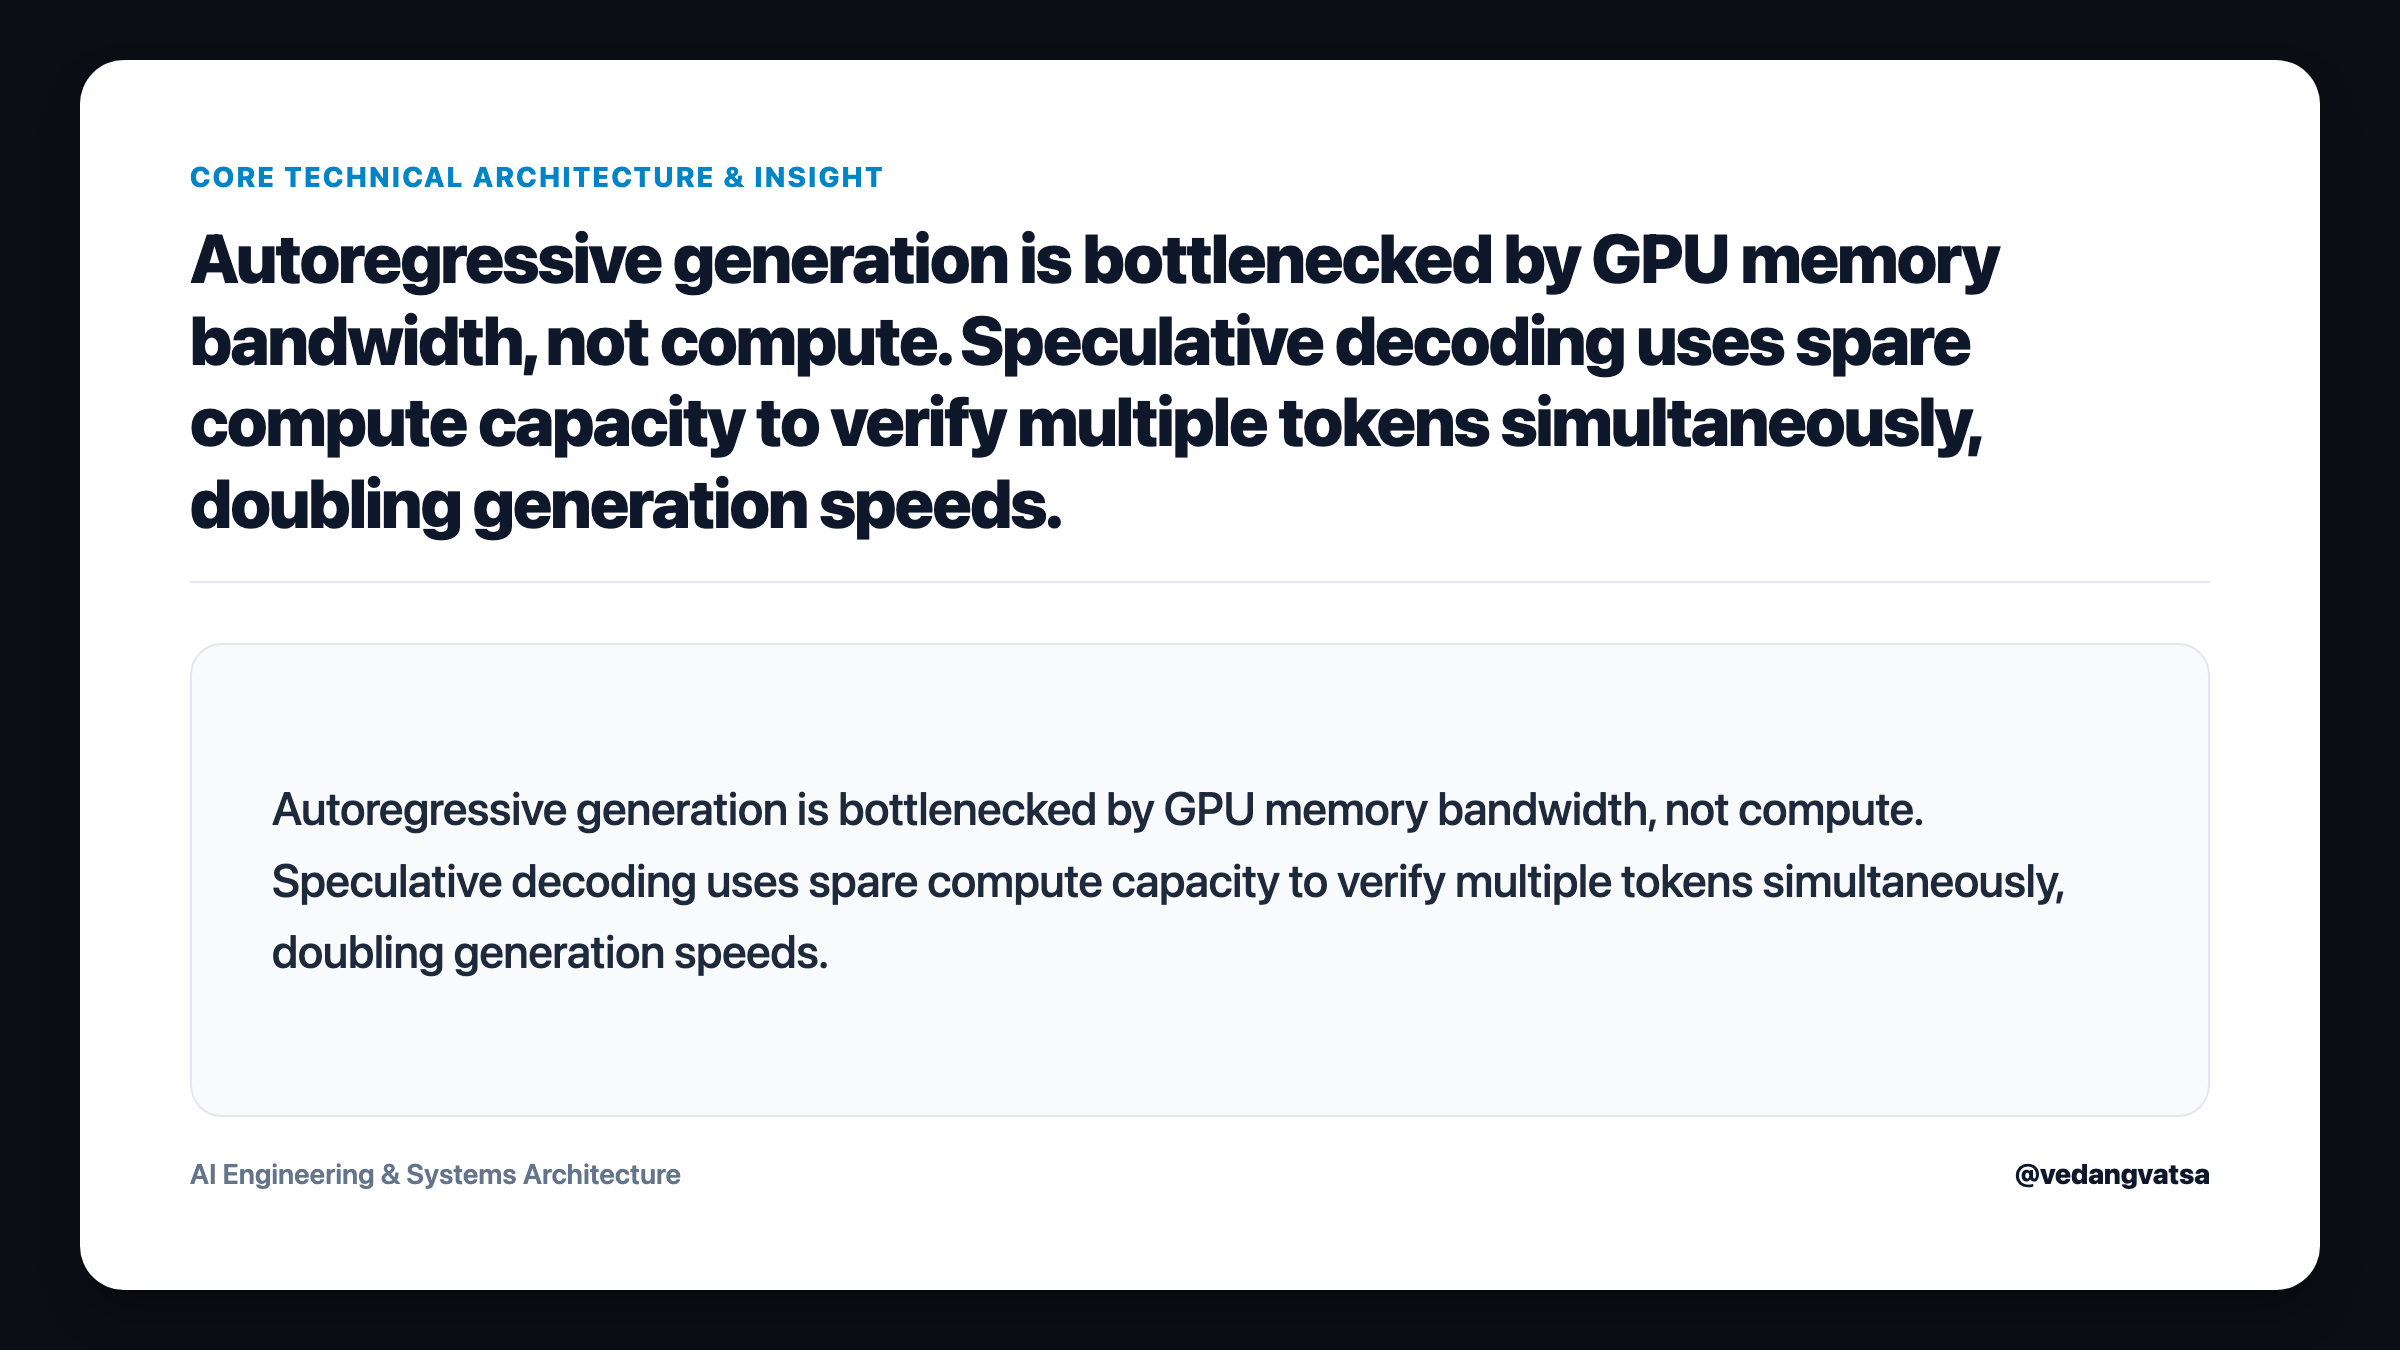 CORE TECHNICAL ARCHITECTURE & INSIGHT
Autoregressive generation is bottlenecked by GPU memory
bandwidth, not compute. Speculative decoding uses spare
compute capacity to verify multiple tokens simultaneously,
doubling generation speeds.
Autoregressive generation is bottlenecked by GPU memory bandwidth, not compute.
Speculative decoding uses spare compute capacity to verify multiple tokens simultaneously,
doubling generation speeds.
AI Engineering & Systems Architecture
@vedangvatsa